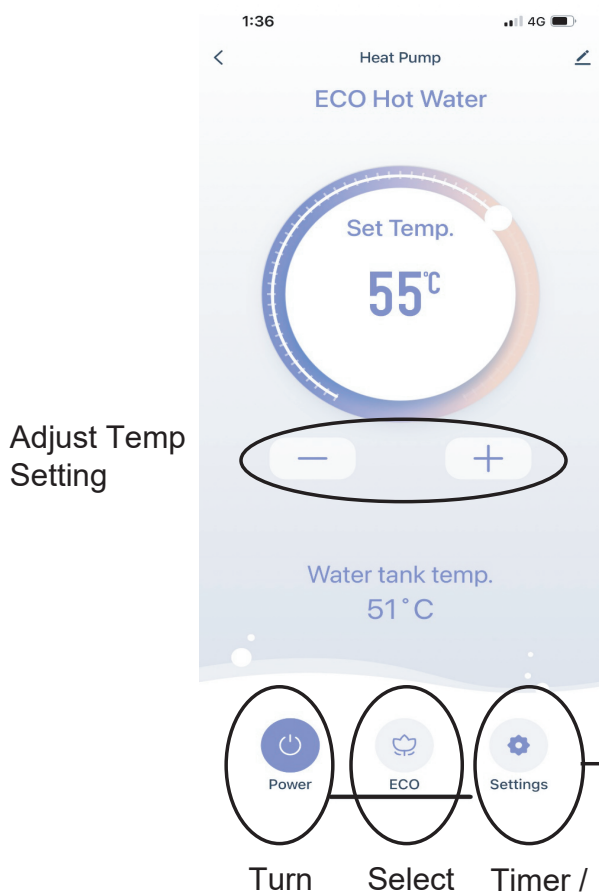 1:36
4G
Heat Pump
ECO Hot Water
Set Temp.
55°C
Adjust Temp
Setting
Water tank temp.
51°C
Power
ECO
Settings
Turn
Select
Timer /